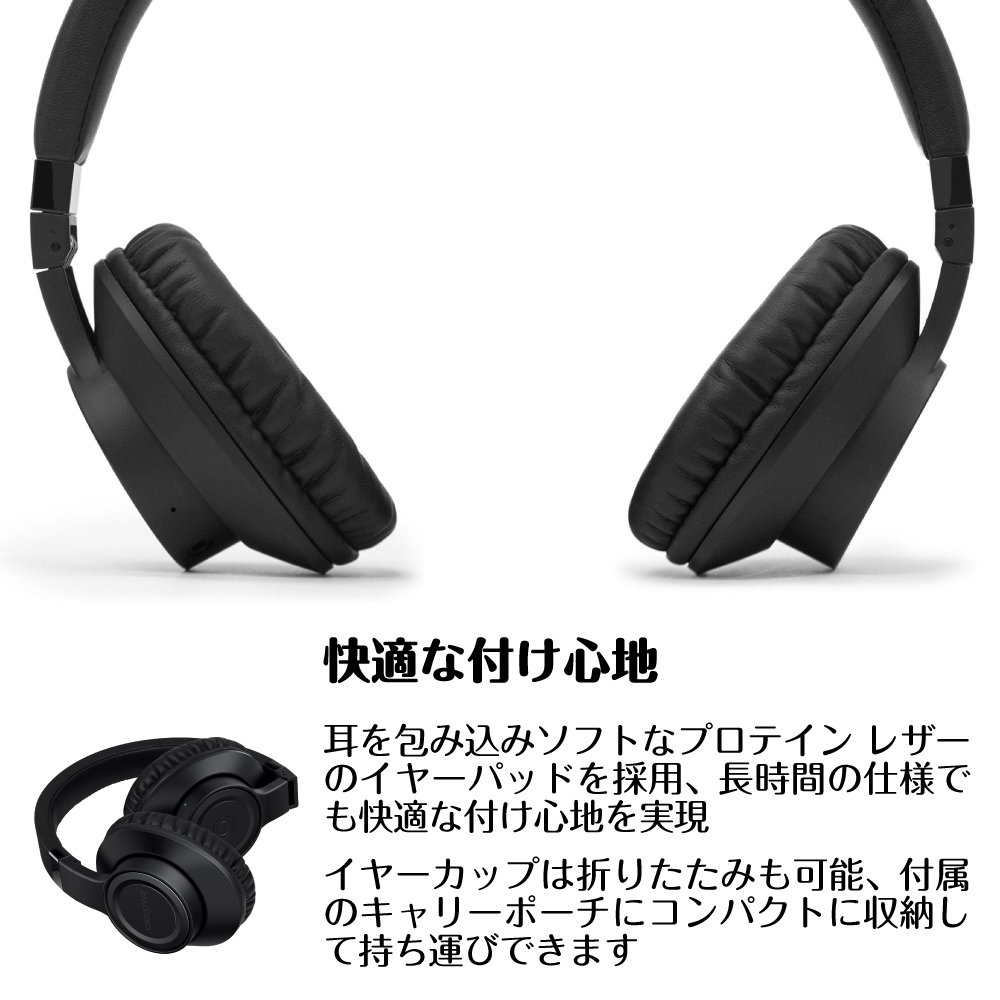 快適な付け心地
耳を包み込みソフトなプロテイン レザー
のイヤーパッドを採用、長時間の仕様で
も快適な付け心地を実現
イヤーカップは折りたたみも可能、付属
のキャリーポーチにコンパクトに収納し
て持ち運びできます